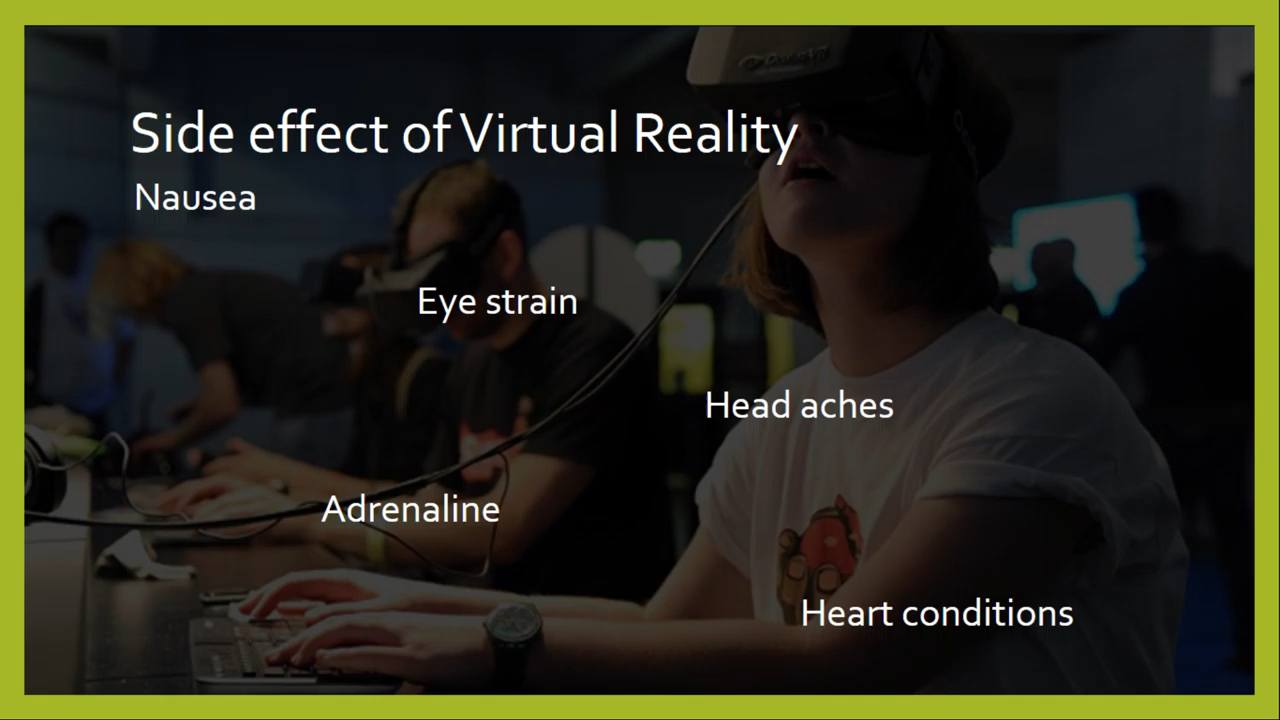 Side effect of Virtual Reality
Nausea
Eye strain
Head aches
Adrenaline
Heart conditions